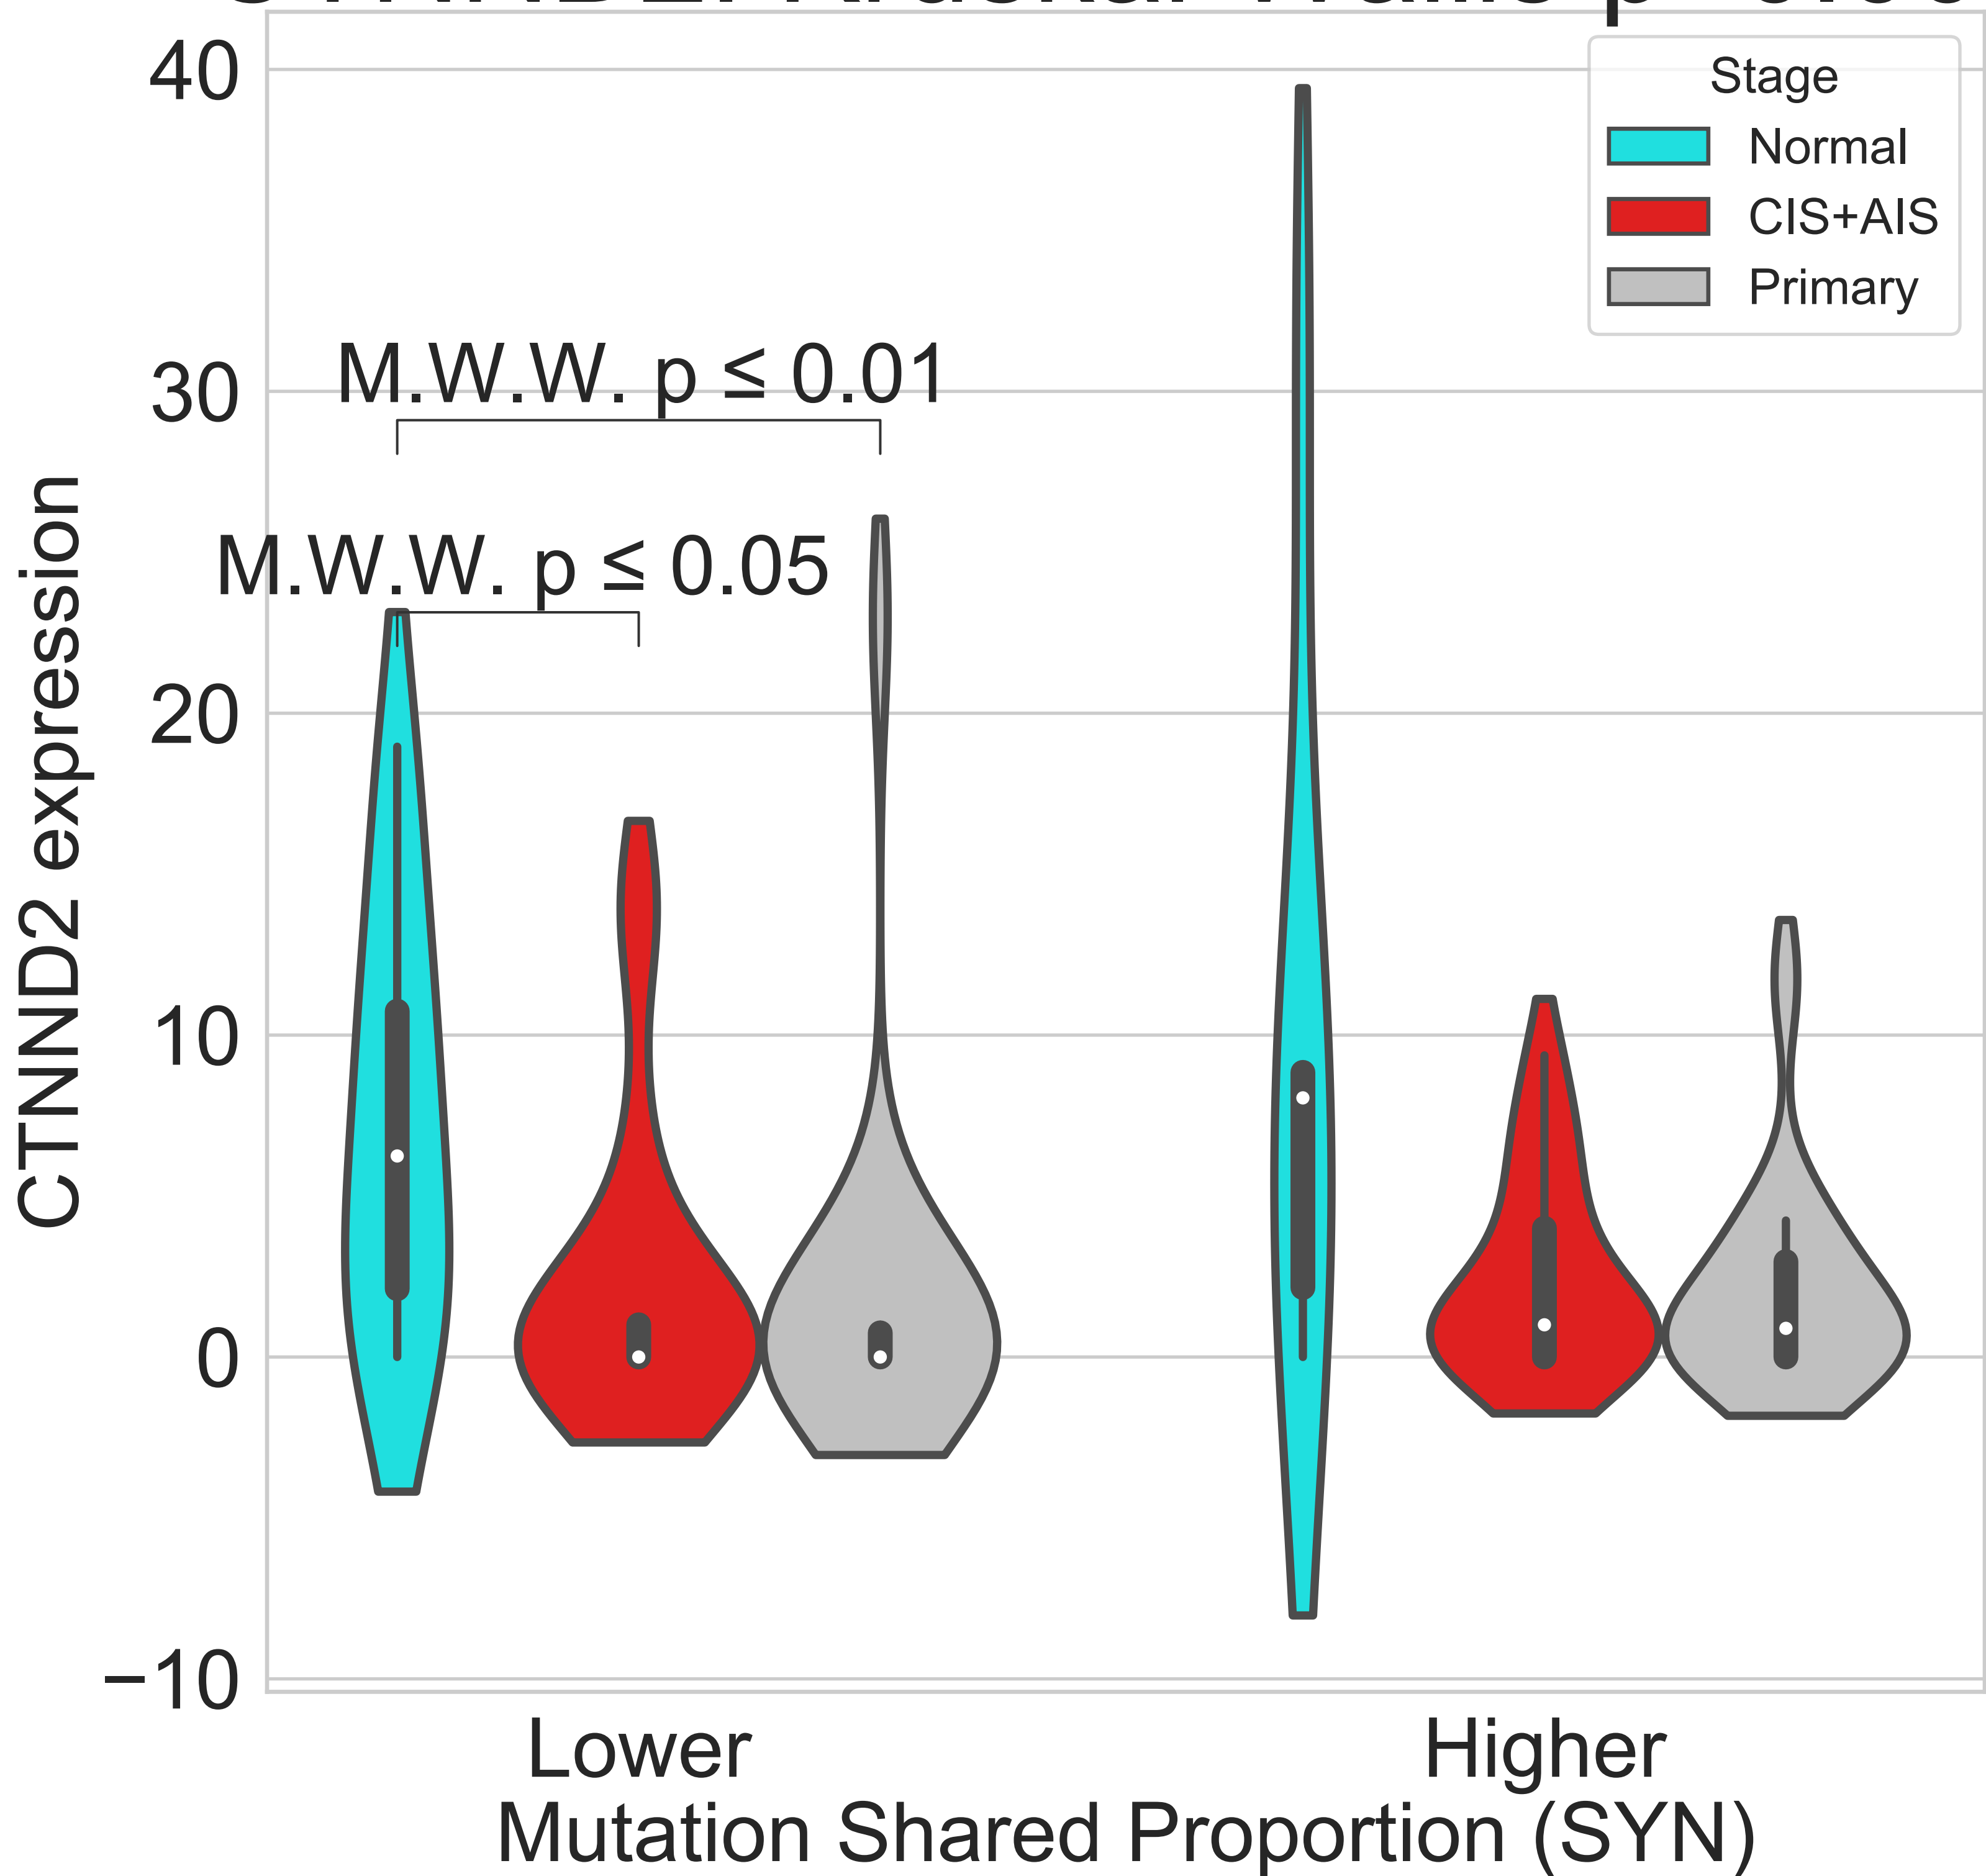 40
30
20
10
0
−10
CTNND2 expression
Stage
Normal
CIS+AIS
Primary
M.W.W. p ≤ 0.01
M.W.W. p ≤ 0.05
Lower
Higher
Mutation Shared Proportion (SYN)